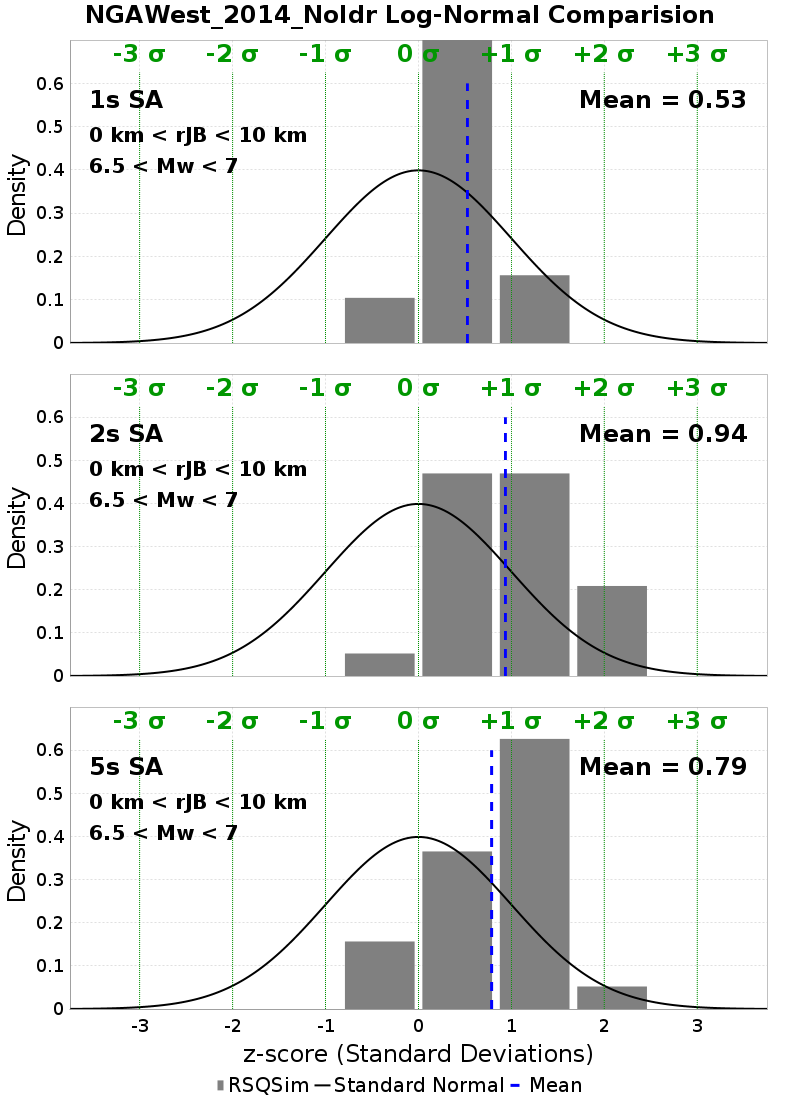 NGAWest_2014_NoIdr Log-Normal Comparision
-3 σ -2 σ -1 σ 0 σ +1 σ +2 σ +3 σ
1s SA
Mean = 0.53
0 km < rJB < 10 km
6.5 < Mw < 7
0.6
0.5
0.4
0.3
0.2
0.1
0
Density
-3 σ -2 σ -1 σ 0 σ +1 σ +2 σ +3 σ
2s SA
Mean = 0.94
0 km < rJB < 10 km
6.5 < Mw < 7
0.6
0.5
0.4
0.3
0.2
0.1
0
Density
-3 σ -2 σ -1 σ 0 σ +1 σ +2 σ +3 σ
5s SA
Mean = 0.79
0 km < rJB < 10 km
6.5 < Mw < 7
0.6
0.5
0.4
0.3
0.2
0.1
0
Density
-3 -2 -1 0 1 2 3
z-score (Standard Deviations)
RSQSim Standard Normal Mean